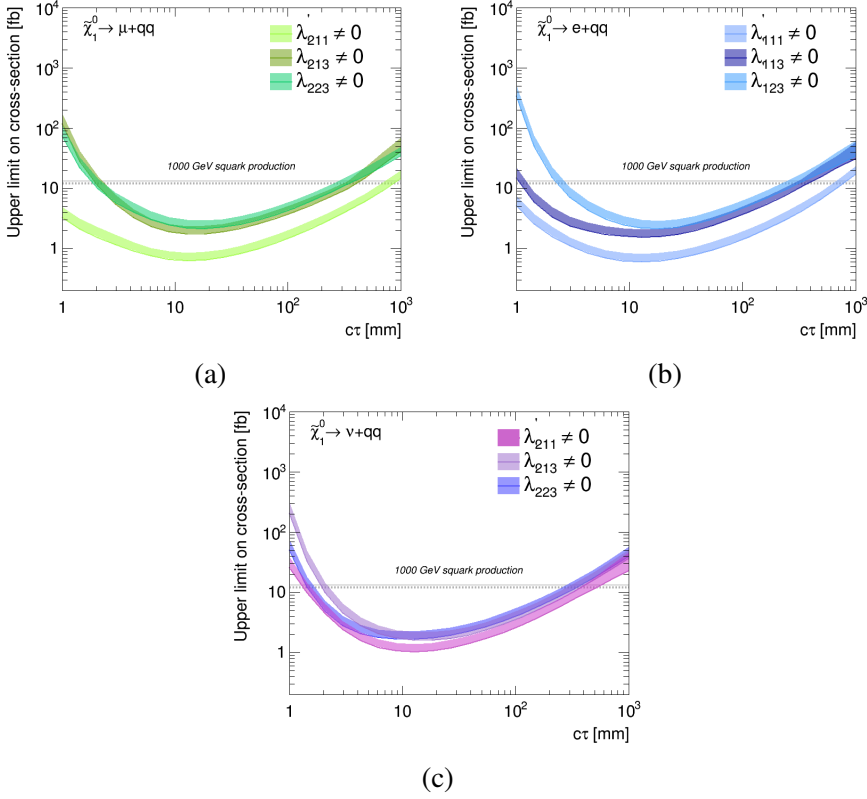 Upper limit on cross-section [fb]
10⁴
10³
10²
10
1
χ̃⁰₁→ μ+qq
λ'₂₁₁ ≠ 0
λ₂₁₃ ≠ 0
λ₂₂₃ ≠ 0
1000 GeV squark production
1 10 10² 10³
cτ [mm]
(a)
Upper limit on cross-section [fb]
10⁴
10³
10²
10
1
χ̃⁰₁→ e+qq
λ'₁₁₁ ≠ 0
λ₁₁₃ ≠ 0
λ₁₂₃ ≠ 0
1000 GeV squark production
1 10 10² 10³
cτ [mm]
(b)
Upper limit on cross-section [fb]
10⁴
10³
10²
10
1
χ̃⁰₁→ ν+qq
λ'₂₁₁ ≠ 0
λ₂₁₃ ≠ 0
λ₂₂₃ ≠ 0
1000 GeV squark production
1 10 10² 10³
cτ [mm]
(c)